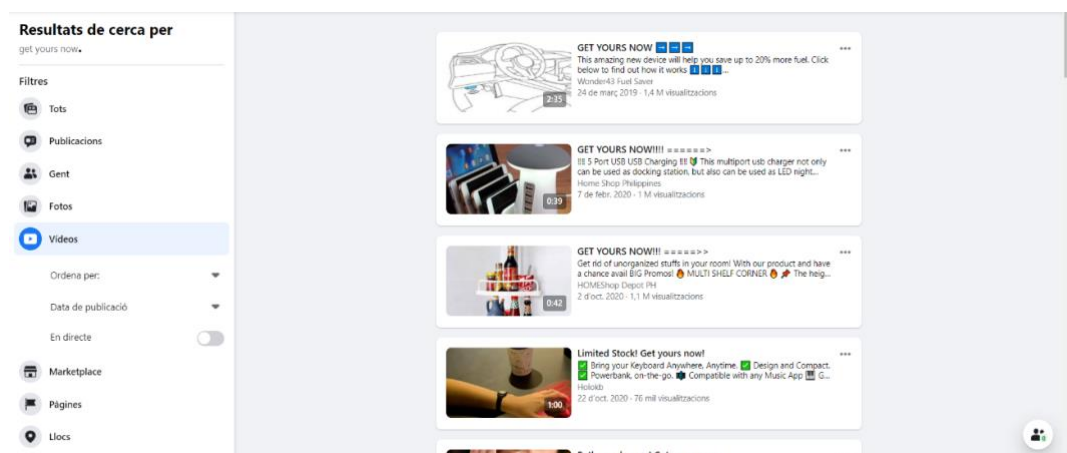 Resultats de cerca per
get yours now.
Filtres
Tots
Publicacions
Gent
Fotos
Vídeos
Ordena per:
Data de publicació
En directe
Marketplace
Pàgines
Llocs
GET YOURS NOW ➡️ ➡️ ➡️
This amazing new device will help you save up to 20% more fuel. Click
below to find out how it works ⬇️ ⬇️ ⬇️...
Wonder43 Fuel Saver
24 de març 2019 · 1,4 M visualitzacions
2:35
GET YOURS NOW!!!! ======>
!!!! 5 Port USB USB Charging !!!! 🔰 This multiport usb charger not only
can be used as docking station, but also can be used as LED night...
Home Shop Philippines
7 de febr. 2020 · 1 M visualitzacions
0:39
GET YOURS NOW!!! =====>>
Get rid of unorganized stuffs in your room! With our product and have
a chance avail BIG Promos! 🔥 MULTI SHELF CORNER 🔥 📌 The heig...
HOMEShop Depot PH
2 d'oct. 2020 · 1,1 M visualitzacions
0:42
Limited Stock! Get yours now!
✅ Bring your Keyboard Anywhere, Anytime. ✅ Design and Compact.
✅ Powerbank, on-the-go. Compatible with any Music App 🎹 G...
Holokb
22 d'oct. 2020 · 76 mil visualitzacions
1:00